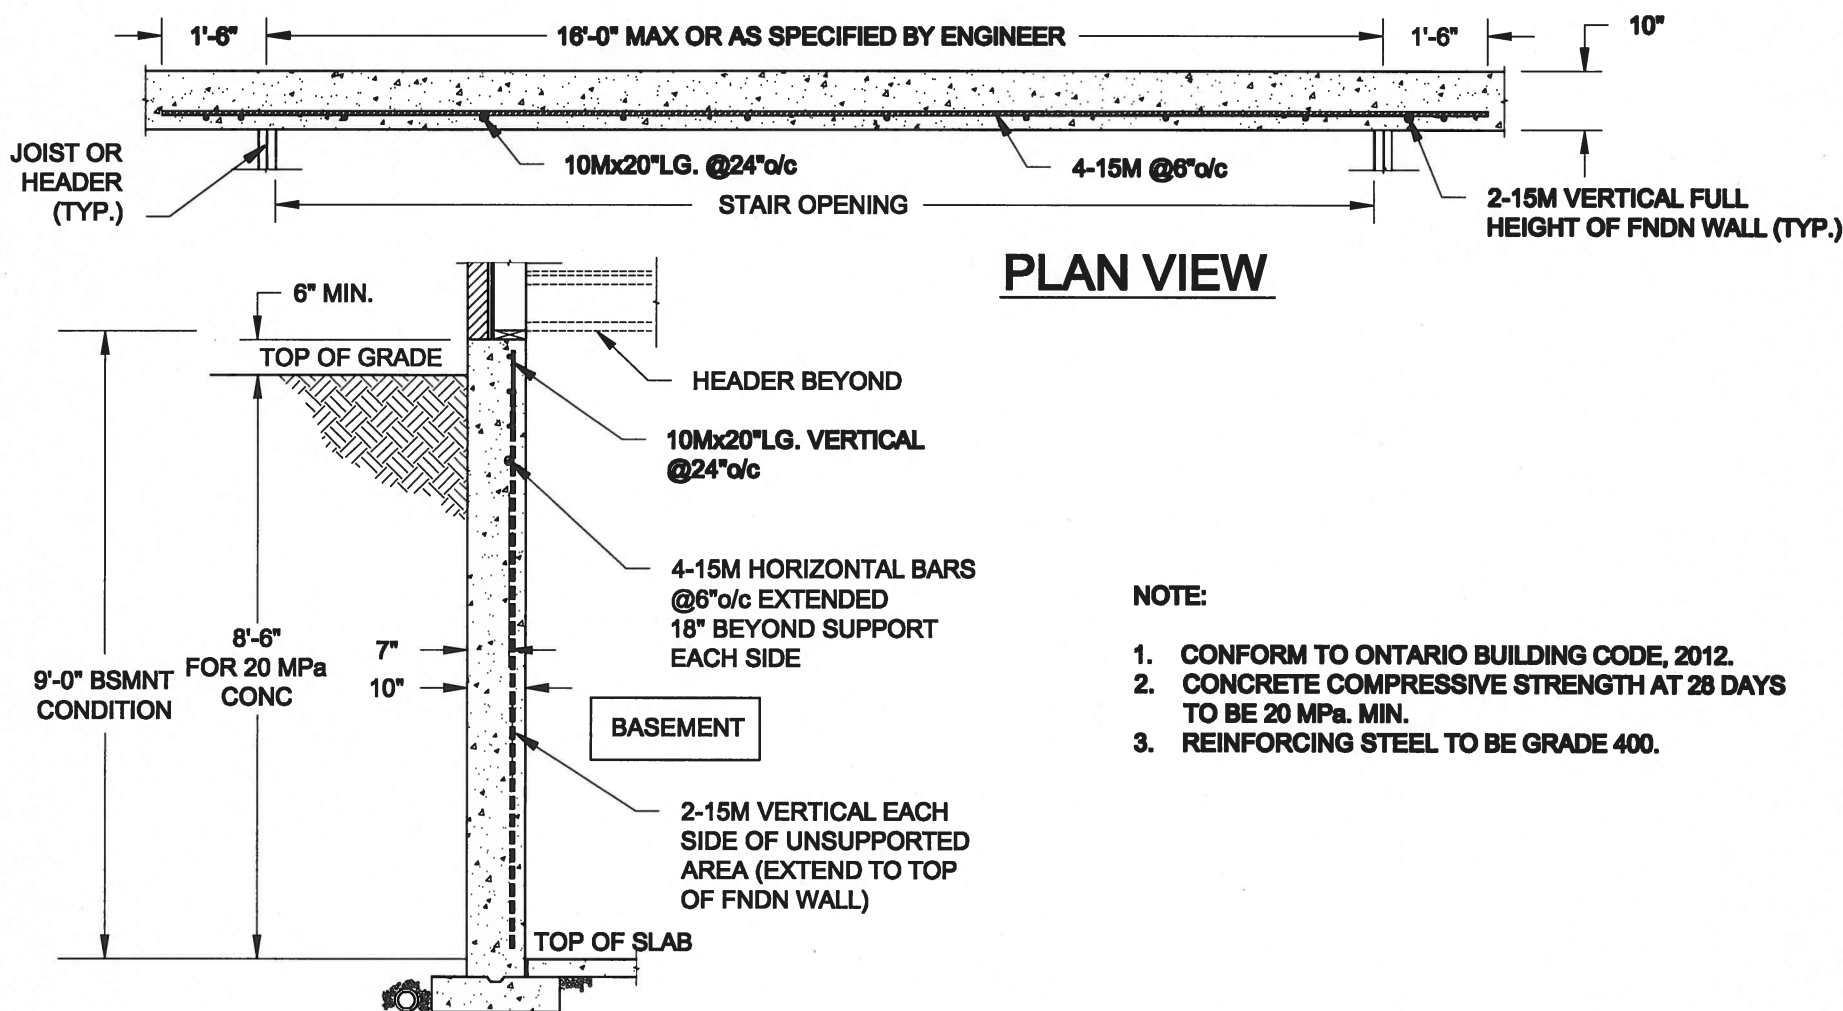 1'-6"
16'-0" MAX OR AS SPECIFIED BY ENGINEER
1'-6"
10"
JOIST OR
HEADER
(TYP.)
10Mx20"LG. @24"o/c
4-15M @6"o/c
STAIR OPENING
2-15M VERTICAL FULL
HEIGHT OF FNDN WALL (TYP.)
PLAN VIEW
6" MIN.
TOP OF GRADE
HEADER BEYOND
10Mx20"LG. VERTICAL
@24"o/c
4-15M HORIZONTAL BARS
@6"o/c EXTENDED
18" BEYOND SUPPORT
EACH SIDE
7"
10"
8'-6"
FOR 20 MPa
CONC
9'-0" BSMNT
CONDITION
BASEMENT
2-15M VERTICAL EACH
SIDE OF UNSUPPORTED
AREA (EXTEND TO TOP
OF FNDN WALL)
TOP OF SLAB
NOTE:
1. CONFORM TO ONTARIO BUILDING CODE, 2012.
2. CONCRETE COMPRESSIVE STRENGTH AT 28 DAYS
TO BE 20 MPa. MIN.
3. REINFORCING STEEL TO BE GRADE 400.